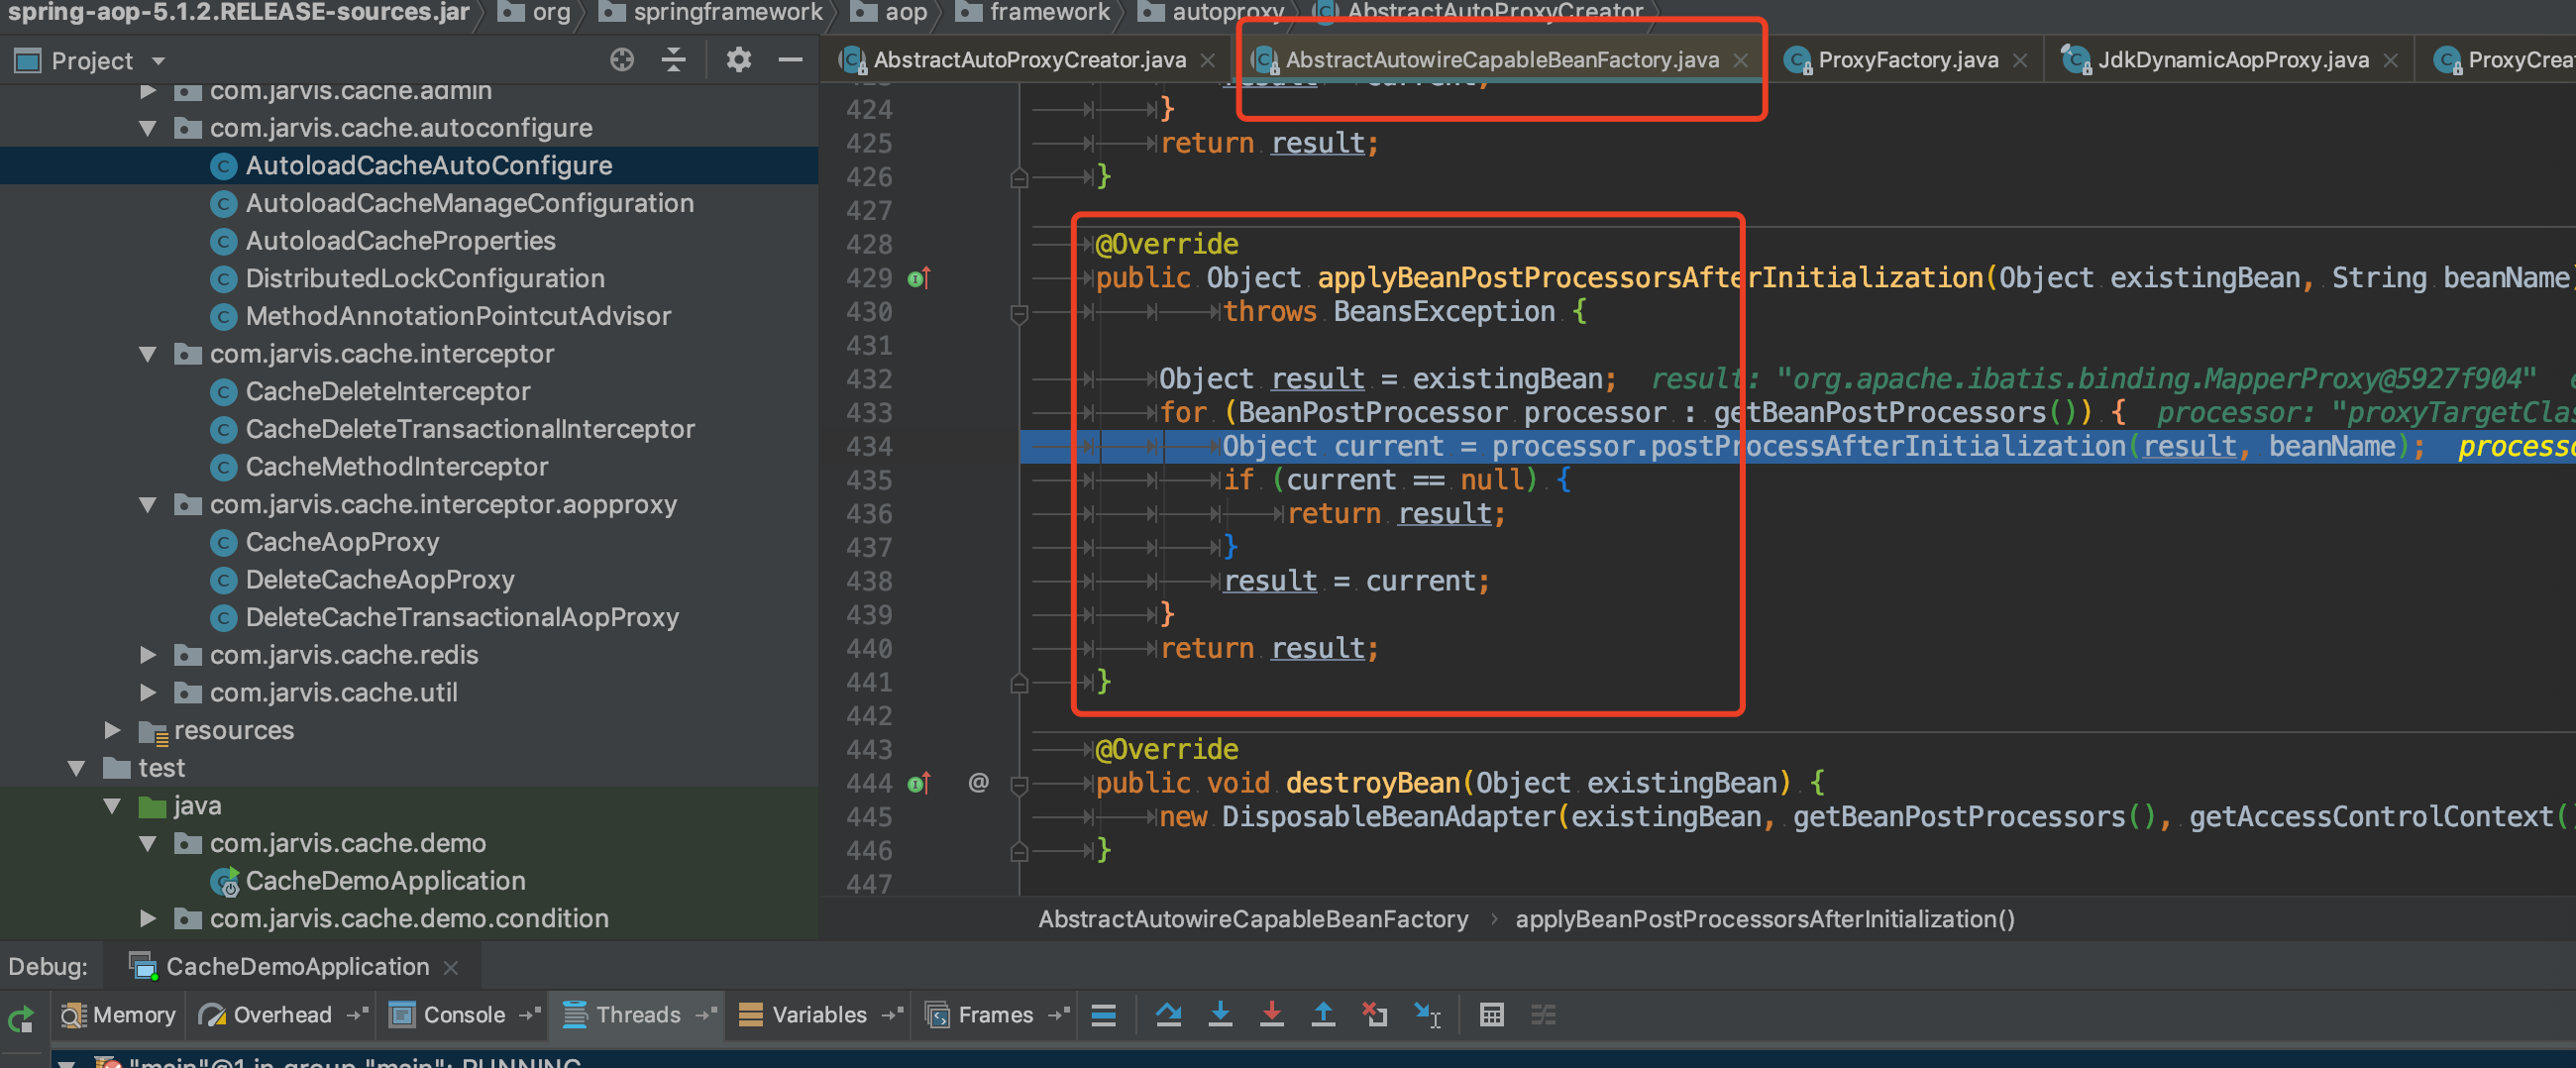 spring-aop-5.1.2.RELEASE-sources.jar org springframework aop framework autoproxy AbstractAutoProxyCreator
Project
AbstractAutoProxyCreator.java AbstractAutowireCapableBeanFactory.java ProxyFactory.java JdkDynamicAopProxy.java ProxyCrea
com.jarvis.cache.admin
com.jarvis.cache.autoconfigure
AutoloadCacheAutoConfigure
AutoloadCacheManageConfiguration
AutoloadCacheProperties
DistributedLockConfiguration
MethodAnnotationPointcutAdvisor
com.jarvis.cache.interceptor
CacheDeleteInterceptor
CacheDeleteTransactionalInterceptor
CacheMethodInterceptor
com.jarvis.cache.interceptor.aopproxy
CacheAopProxy
DeleteCacheAopProxy
DeleteCacheTransactionalAopProxy
com.jarvis.cache.redis
com.jarvis.cache.util
resources
test
java
com.jarvis.cache.demo
CacheDemoApplication
com.jarvis.cache.demo.condition
423 result = current;
424 }
425 return result;
426 }
427
428 @Override
429 public Object applyBeanPostProcessorsAfterInitialization(Object existingBean, String beanName)
430 throws BeansException {
431
432 Object result = existingBean; result: "org.apache.ibatis.binding.MapperProxy@5927f904" e
433 for (BeanPostProcessor processor : getBeanPostProcessors()) { processor: "proxyTargetClas
434 Object current = processor.postProcessAfterInitialization(result, beanName); processo
435 if (current == null) {
436 return result;
437 }
438 result = current;
439 }
440 return result;
441 }
442
443 @Override
444 @ public void destroyBean(Object existingBean) {
445 new DisposableBeanAdapter(existingBean, getBeanPostProcessors(), getAccessControlContext()
446 }
447
AbstractAutowireCapableBeanFactory › applyBeanPostProcessorsAfterInitialization()
Debug: CacheDemoApplication
Memory Overhead Console Threads Variables Frames
"main"@1 in group "main": RUNNING